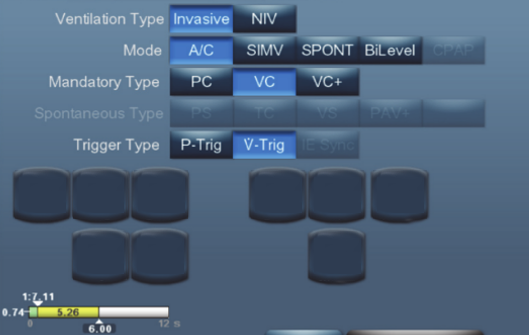 Ventilation Type Invasive NIV
Mode A/C SIMV SPONT BiLevel CPAP
Mandatory Type PC VC VC+
Spontaneous Type PS TC VS PAV+
Trigger Type P-Trig V̇-Trig IE Sync
1:7.11
0.74 5.26
0 6.00 12 s